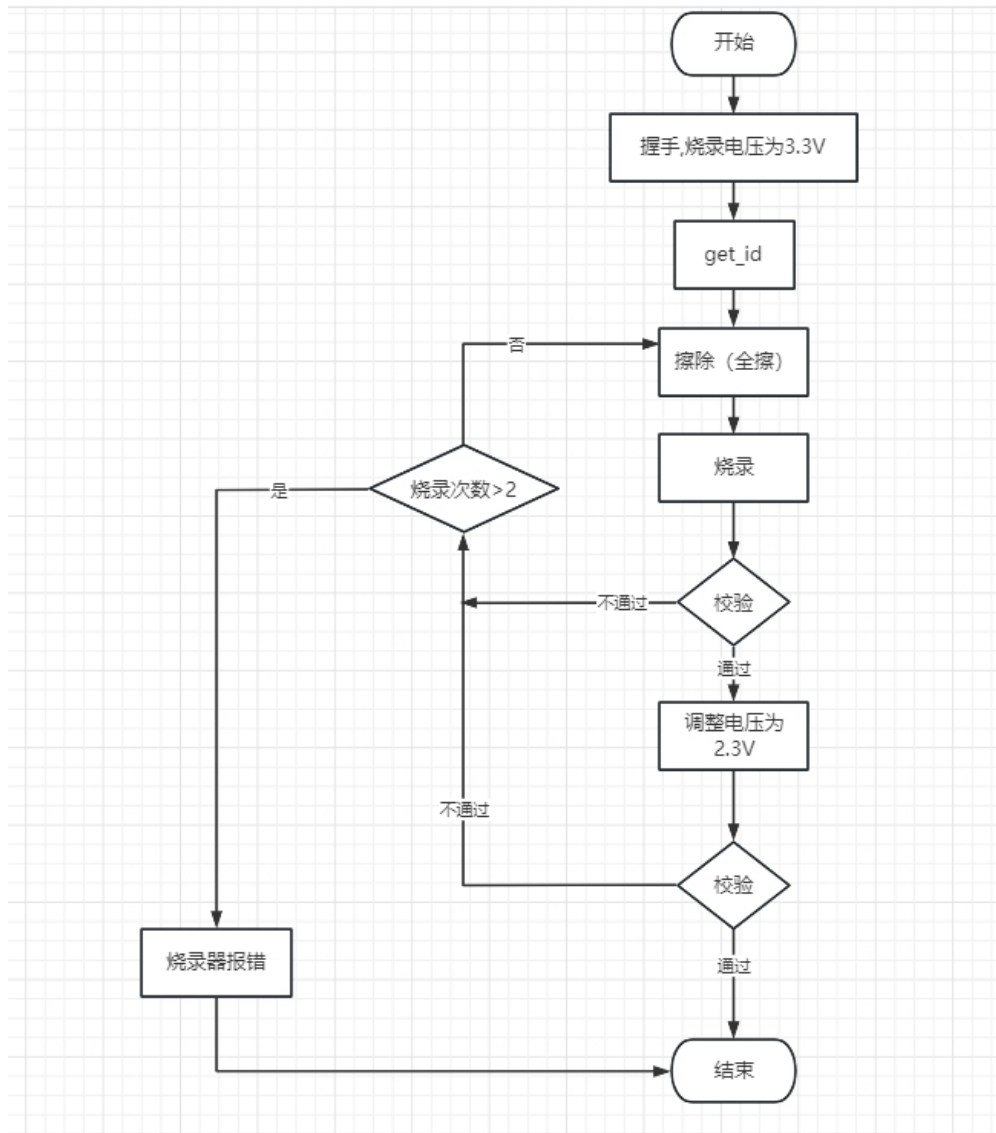 开始
握手,烧录电压为3.3V
get_id
否
擦除（全擦）
烧录
是
烧录次数>2
不通过
校验
通过
调整电压为
2.3V
不通过
校验
烧录器报错
通过
结束